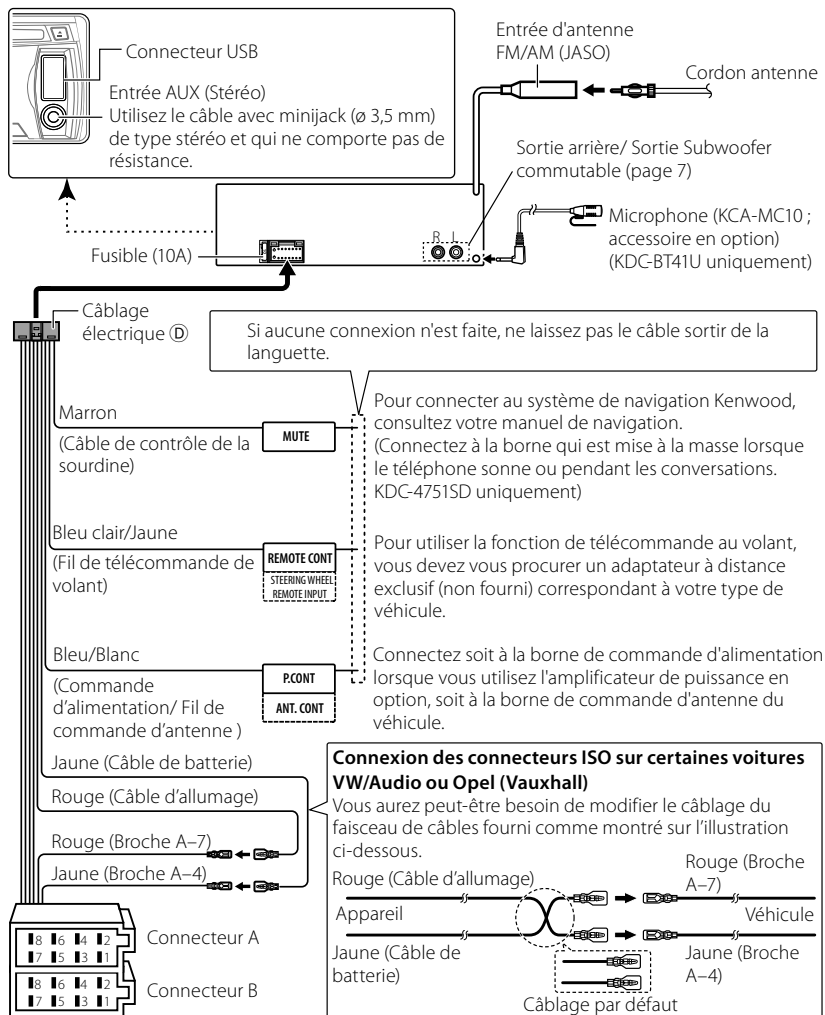 Connecteur USB
Entrée AUX (Stéréo)
Utilisez le câble avec minijack (ø 3,5 mm)
de type stéréo et qui ne comporte pas de
résistance.
Entrée d'antenne
FM/AM (JASO)
Cordon antenne
Sortie arrière/ Sortie Subwoofer
commutable (page 7)
R L
Microphone (KCA-MC10 ;
accessoire en option)
(KDC-BT41U uniquement)
Fusible (10A)
Câblage
électrique Ⓓ
Si aucune connexion n'est faite, ne laissez pas le câble sortir de la
languette.
Marron
(Câble de contrôle de la
sourdine)
MUTE
Pour connecter au système de navigation Kenwood,
consultez votre manuel de navigation.
(Connectez à la borne qui est mise à la masse lorsque
le téléphone sonne ou pendant les conversations.
KDC-4751SD uniquement)
Bleu clair/Jaune
(Fil de télécommande de
volant)
REMOTE CONT
STEERING WHEEL
REMOTE INPUT
Pour utiliser la fonction de télécommande au volant,
vous devez vous procurer un adaptateur à distance
exclusif (non fourni) correspondant à votre type de
véhicule.
Bleu/Blanc
(Commande
d'alimentation/ Fil de
commande d'antenne )
P.CONT
ANT. CONT
Connectez soit à la borne de commande d'alimentation
lorsque vous utilisez l'amplificateur de puissance en
option, soit à la borne de commande d'antenne du
véhicule.
Jaune (Câble de batterie)
Rouge (Câble d'allumage)
Rouge (Broche A–7)
Jaune (Broche A–4)
Connecteur A
8 6 4 2
7 5 3 1
Connecteur B
8 6 4 2
7 5 3 1
Connexion des connecteurs ISO sur certaines voitures
VW/Audio ou Opel (Vauxhall)
Vous aurez peut-être besoin de modifier le câblage du
faisceau de câbles fourni comme montré sur l'illustration
ci-dessous.
Rouge (Câble d'allumage)
Rouge (Broche
A–7)
Appareil
Véhicule
Jaune (Câble de
batterie)
Jaune (Broche
A–4)
Câblage par défaut